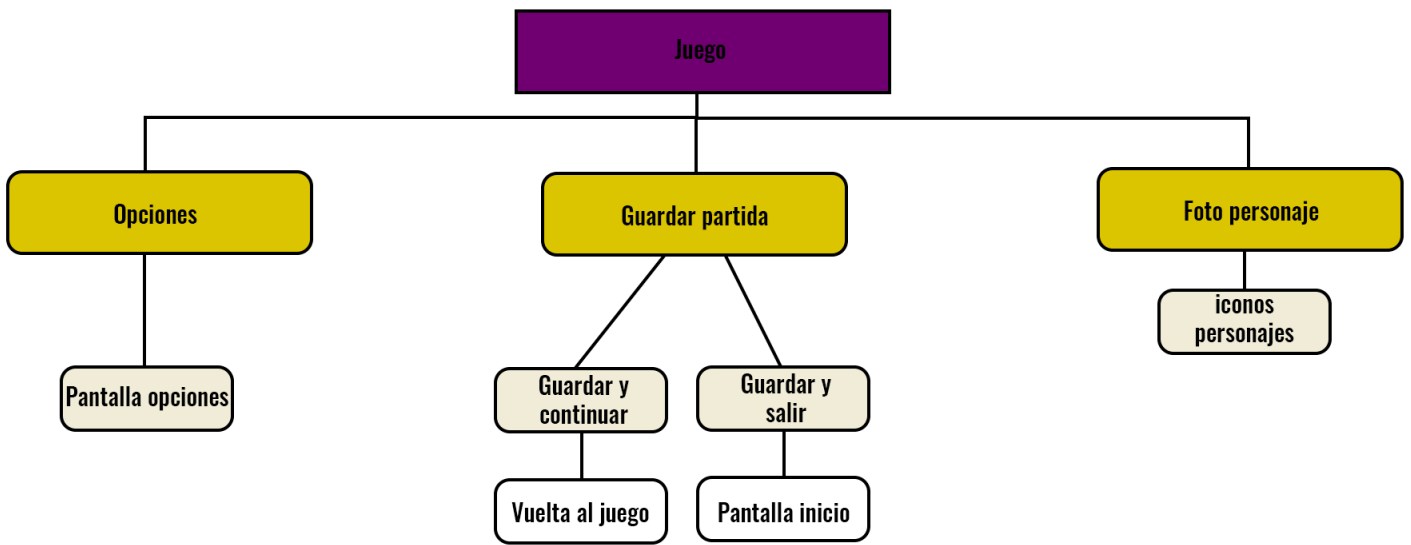 Juego
Opciones
Guardar partida
Foto personaje
iconos
personajes
Pantalla opciones
Guardar y
continuar
Guardar y
salir
Vuelta al juego
Pantalla inicio